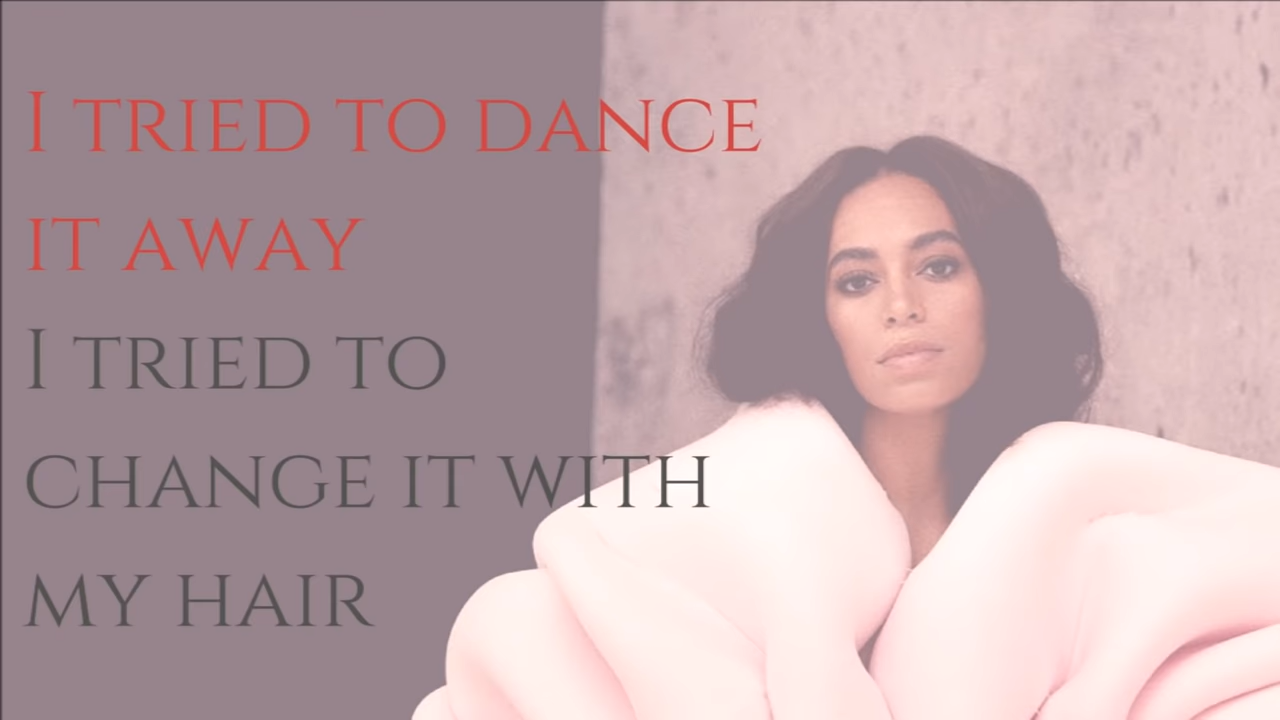 I TRIED TO DANCE
IT AWAY
I TRIED TO
CHANGE IT WITH
MY HAIR